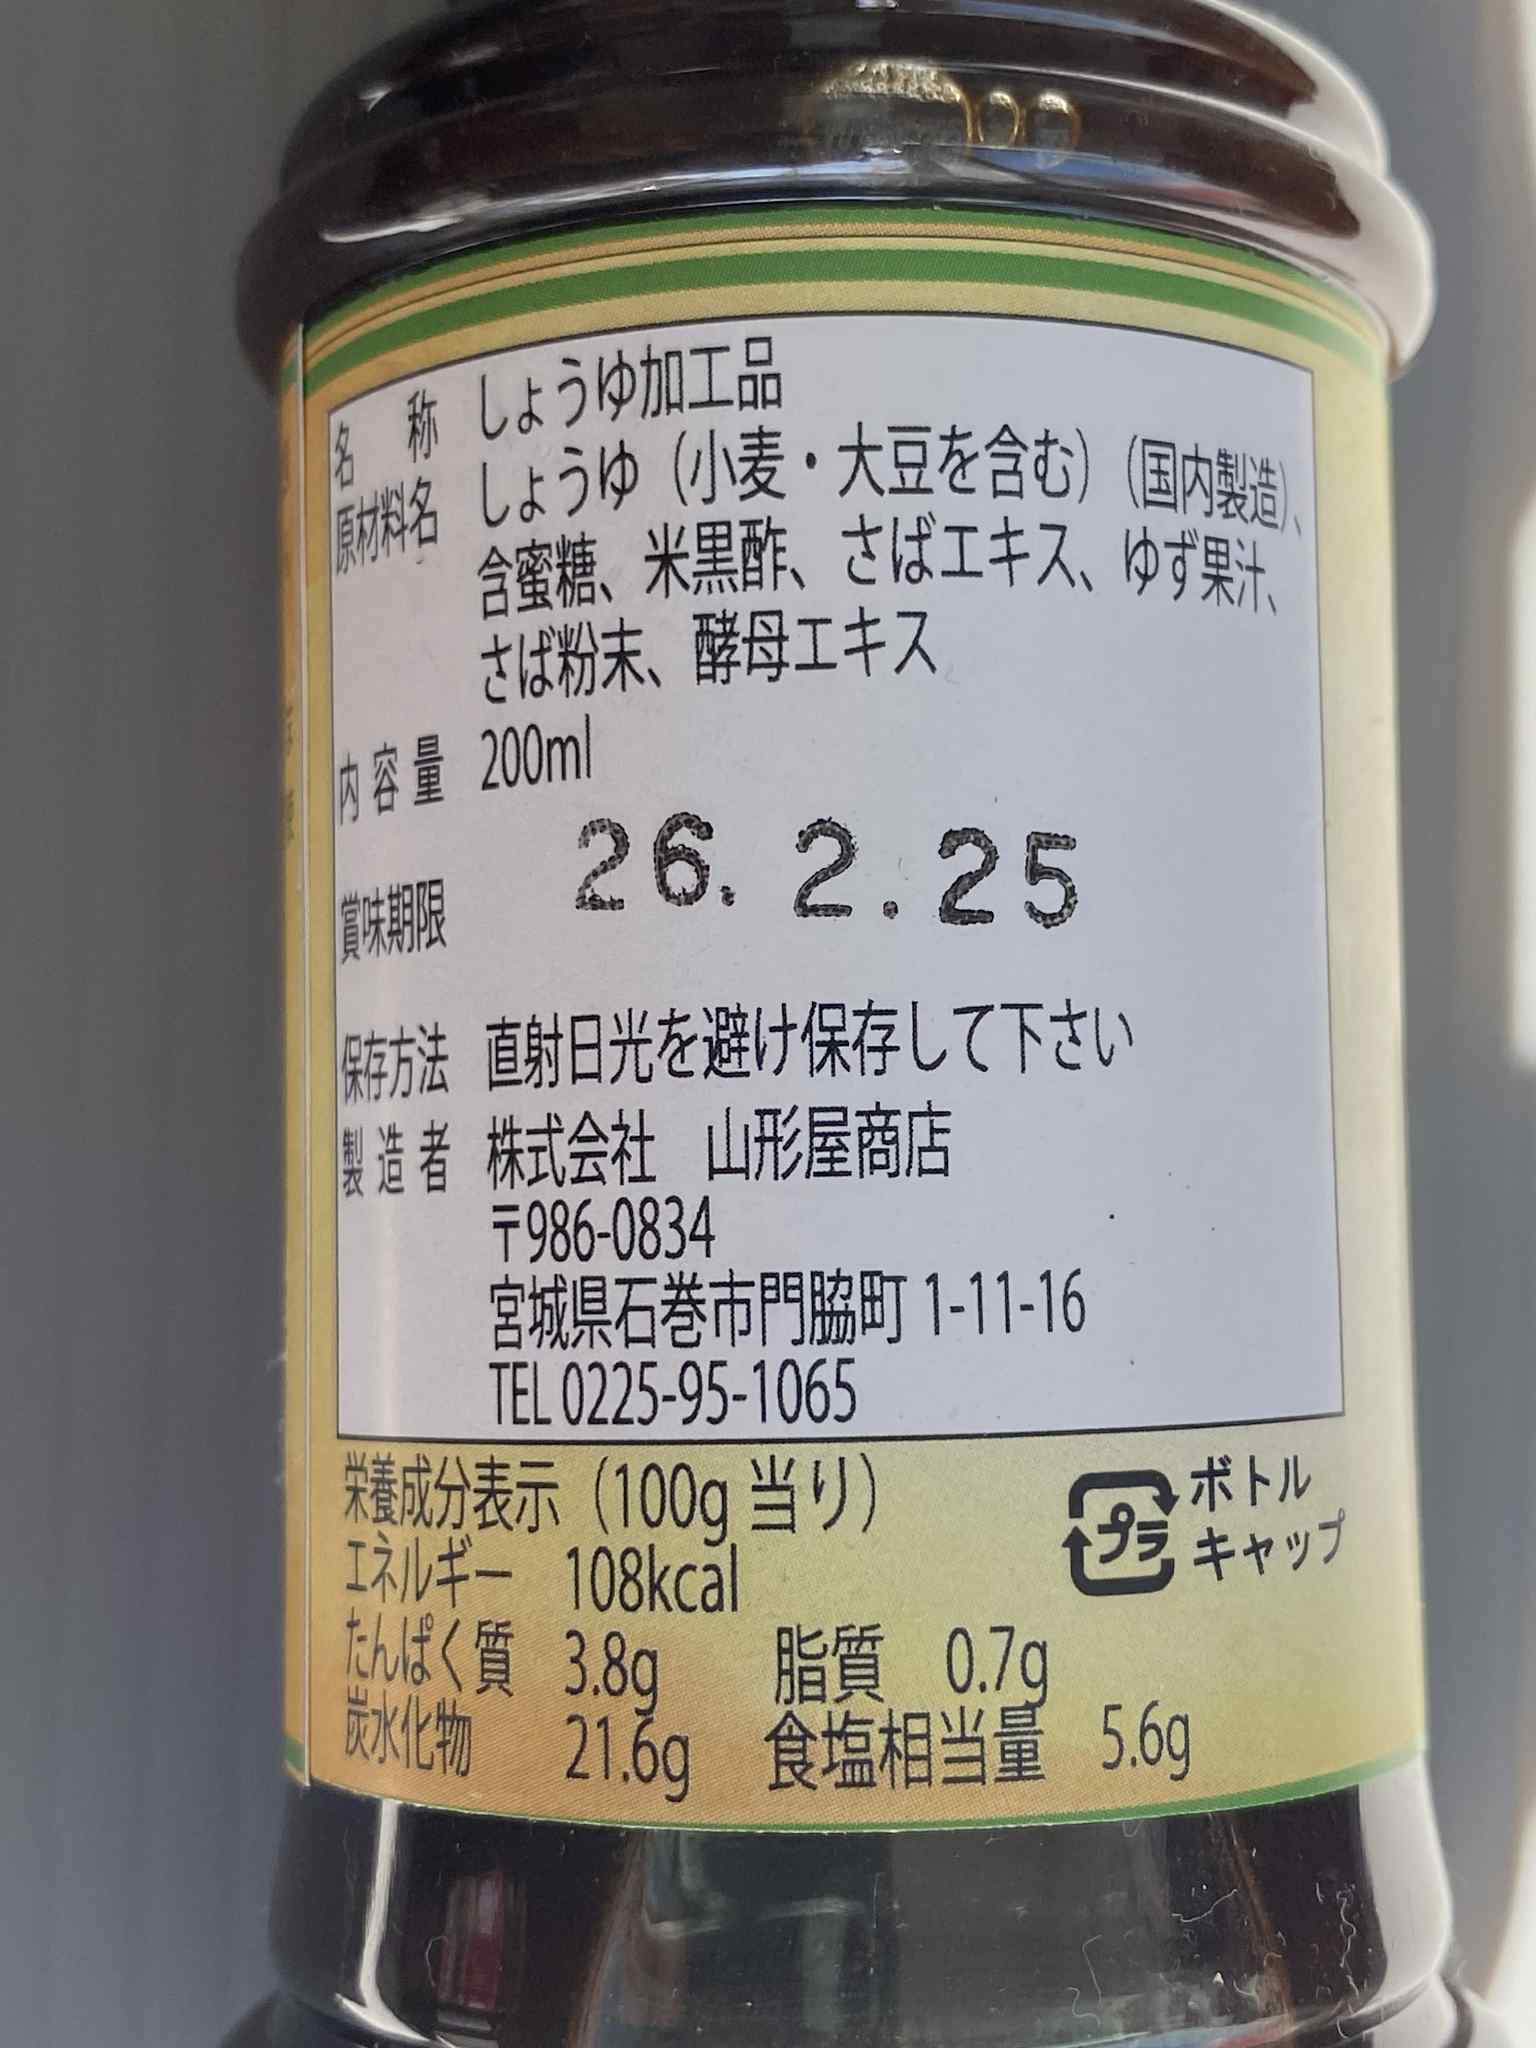 名称 しょうゆ加工品
原材料名 しょうゆ（小麦・大豆を含む）（国内製造）、
含蜜糖、米黒酢、さばエキス、ゆず果汁、
さば粉末、酵母エキス
内容量 200ml
賞味期限 26. 2. 25
保存方法 直射日光を避け保存して下さい
製造者 株式会社 山形屋商店
〒986-0834
宮城県石巻市門脇町 1-11-16
TEL 0225-95-1065
栄養成分表示（100g 当り）
エネルギー 108kcal
たんぱく質 3.8g 脂質 0.7g
炭水化物 21.6g 食塩相当量 5.6g
プラ
ボトル
キャップ